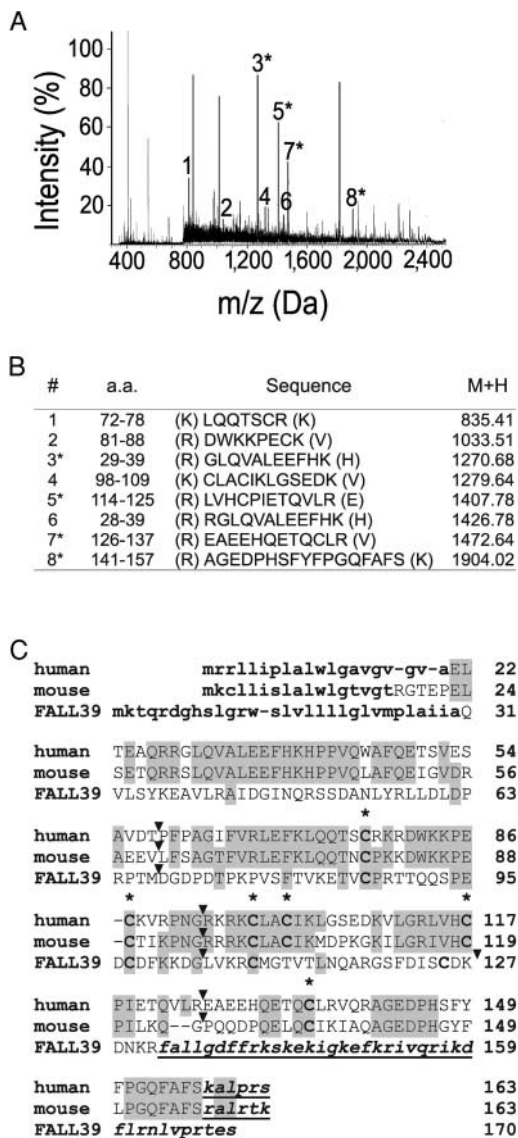 A
Intensity (%)
100
80
60
40
20
1
2
3*
4
5*
6
7*
8*
400 800 1,200 1,600 2,000 2,400
m/z (Da)
B
# a.a. Sequence M+H
1 72-78 (K) LQQTSCR (K) 835.41
2 81-88 (R) DWKKPECK (V) 1033.51
3* 29-39 (R) GLQVALEEFHK (H) 1270.68
4 98-109 (K) CLACIKLGSEDK (V) 1279.64
5* 114-125 (R) LVHCPIETQVLR (E) 1407.78
6 28-39 (R) RGLQVALEEFHK (H) 1426.78
7* 126-137 (R) EAEEHQETQCLR (V) 1472.64
8* 141-157 (R) AGEDPHSFYFPGQFAFS (K) 1904.02
C
human mrrlliplalwlgavgvgv-gv-aEL 22
mouse mkcllislalwlgtvgtRGTEPEL 24
FALL39 mktqrdghslgrw-slvllllglvmplaiiaQ 31
human TEAQRRGLQVALEEFHKHPPVQWAFQETSVES 54
mouse SETQRRSLQVALEEFHKHPPVQLAFQEIGVDR 56
FALL39 VLSYKEAVLRAIDGINQRSSDANLYRLLDLDP 63
*
human AVDTPFPAGIFVRLEFKLQQTSCRKRDWKKPE 86
mouse AEEVLFSAGTFVRLEFKLQQTNCPKKDWKKPE 88
FALL39 RPTMDGDPDTPKPVSFTVKETVCPRTTQQSPE 95
* * * *
human -CKVRPNGRKRKCLACIKLGSEDKVLGRLVHC 117
mouse -CTIKPNGRRRKCLACIKMDPKGKILGRIVHC 119
FALL39 DCDFKKDGLVKRCMGTVTLNQARGSFDISCDK 127
*
human PIETQVLREAEEHQETQCLRVQRAGEDPHSFY 149
mouse PILKQ--GPQQDPQELQCIKIAQAGEDPHGYF 149
FALL39 DNKRfallgdffrkskekigkefkrivqrikd 159
human FPGQFAFSkalprs 163
mouse LPGQFAFSralrtk 163
FALL39 flrnlvprtes 170